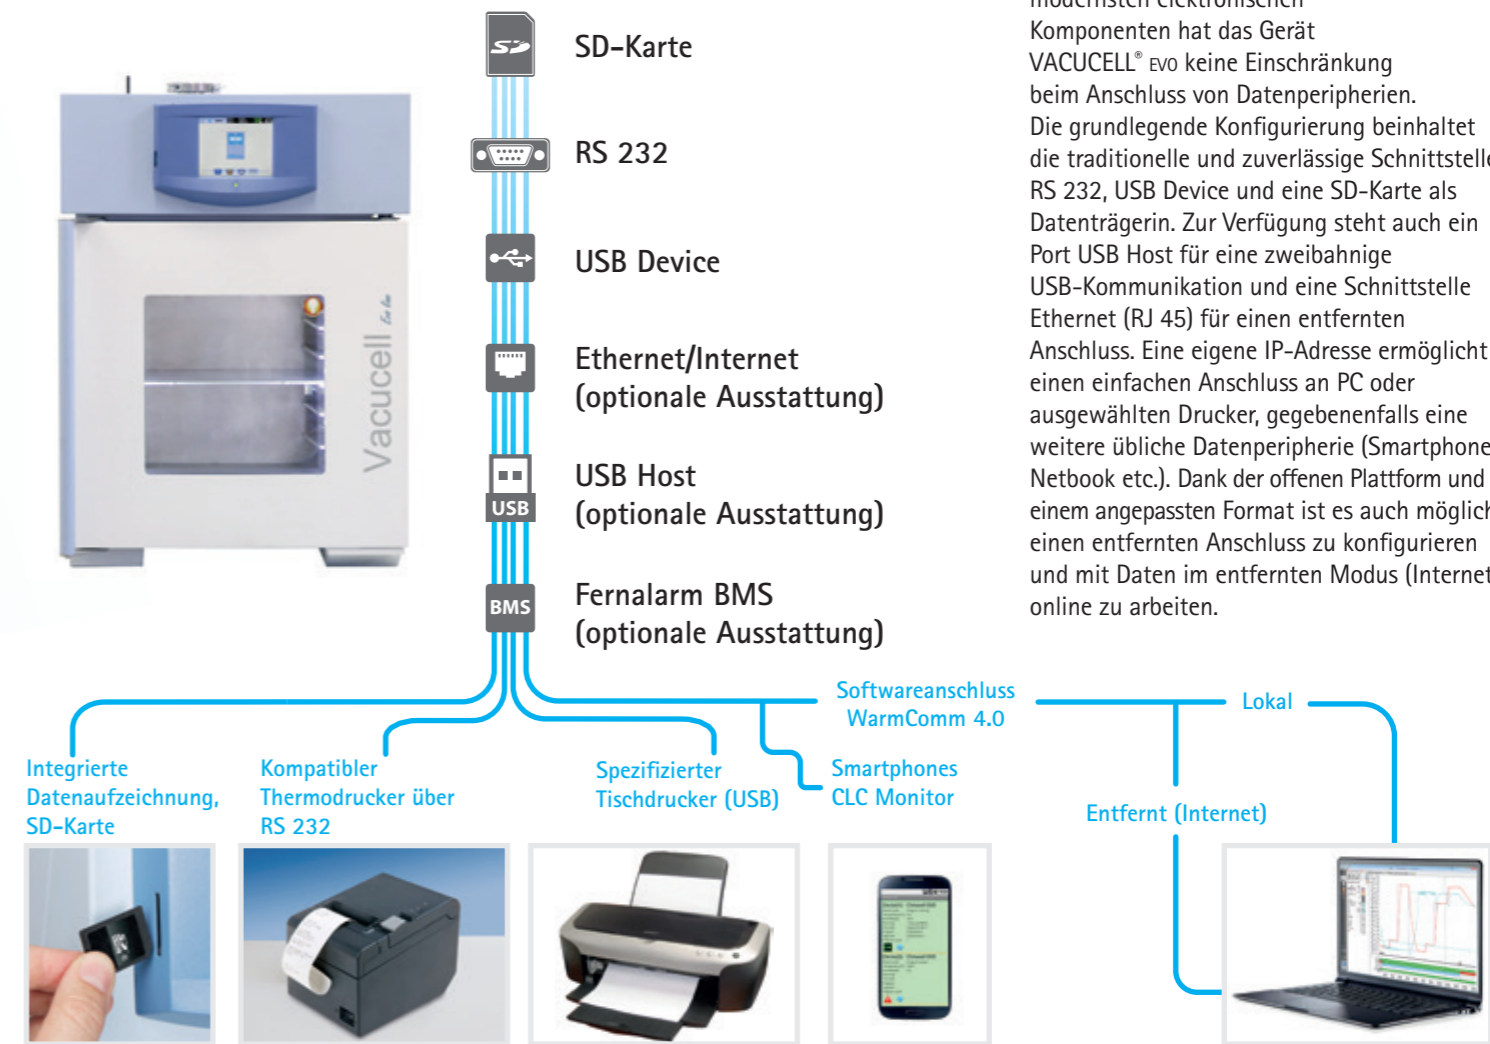 modernsten elektronischen
Komponenten hat das Gerät
VACUCELL® EVO keine Einschränkung
beim Anschluss von Datenperipherien.
Die grundlegende Konfigurierung beinhaltet
die traditionelle und zuverlässige Schnittstelle
RS 232, USB Device und eine SD-Karte als
Datenträgerin. Zur Verfügung steht auch ein
Port USB Host für eine zweibahnige
USB-Kommunikation und eine Schnittstelle
Ethernet (RJ 45) für einen entfernten
Anschluss. Eine eigene IP-Adresse ermöglicht
einen einfachen Anschluss an PC oder
ausgewählten Drucker, gegebenenfalls eine
weitere übliche Datenperipherie (Smartphone
Netbook etc.). Dank der offenen Plattform und
einem angepassten Format ist es auch möglich
einen entfernten Anschluss zu konfigurieren
und mit Daten im entfernten Modus (Internet
online zu arbeiten.
SD
SD-Karte
RS 232
USB Device
Ethernet/Internet
(optionale Ausstattung)
USB
USB Host
(optionale Ausstattung)
BMS
Fernalarm BMS
(optionale Ausstattung)
Vacucell
Softwareanschluss
WarmComm 4.0
Lokal
Entfernt (Internet)
Integrierte
Datenaufzeichnung,
SD-Karte
Kompatibler
Thermodrucker über
RS 232
Spezifizierter
Tischdrucker (USB)
Smartphones
CLC Monitor